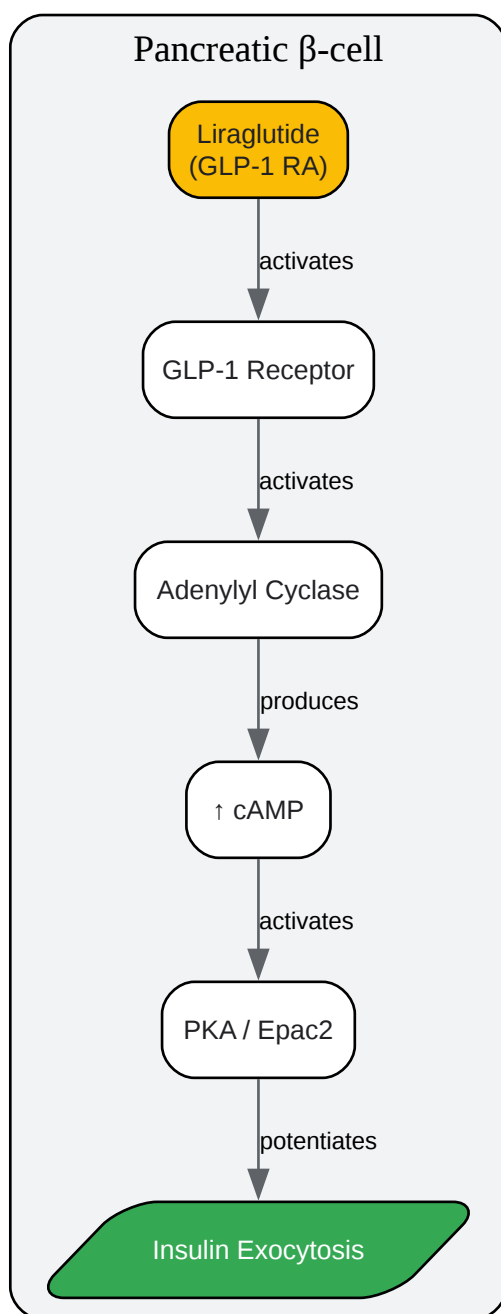 Pancreatic β-cell
Liraglutide
(GLP-1 RA)
activates
GLP-1 Receptor
activates
Adenylyl Cyclase
produces
↑ cAMP
activates
PKA / Epac2
potentiates
Insulin Exocytosis